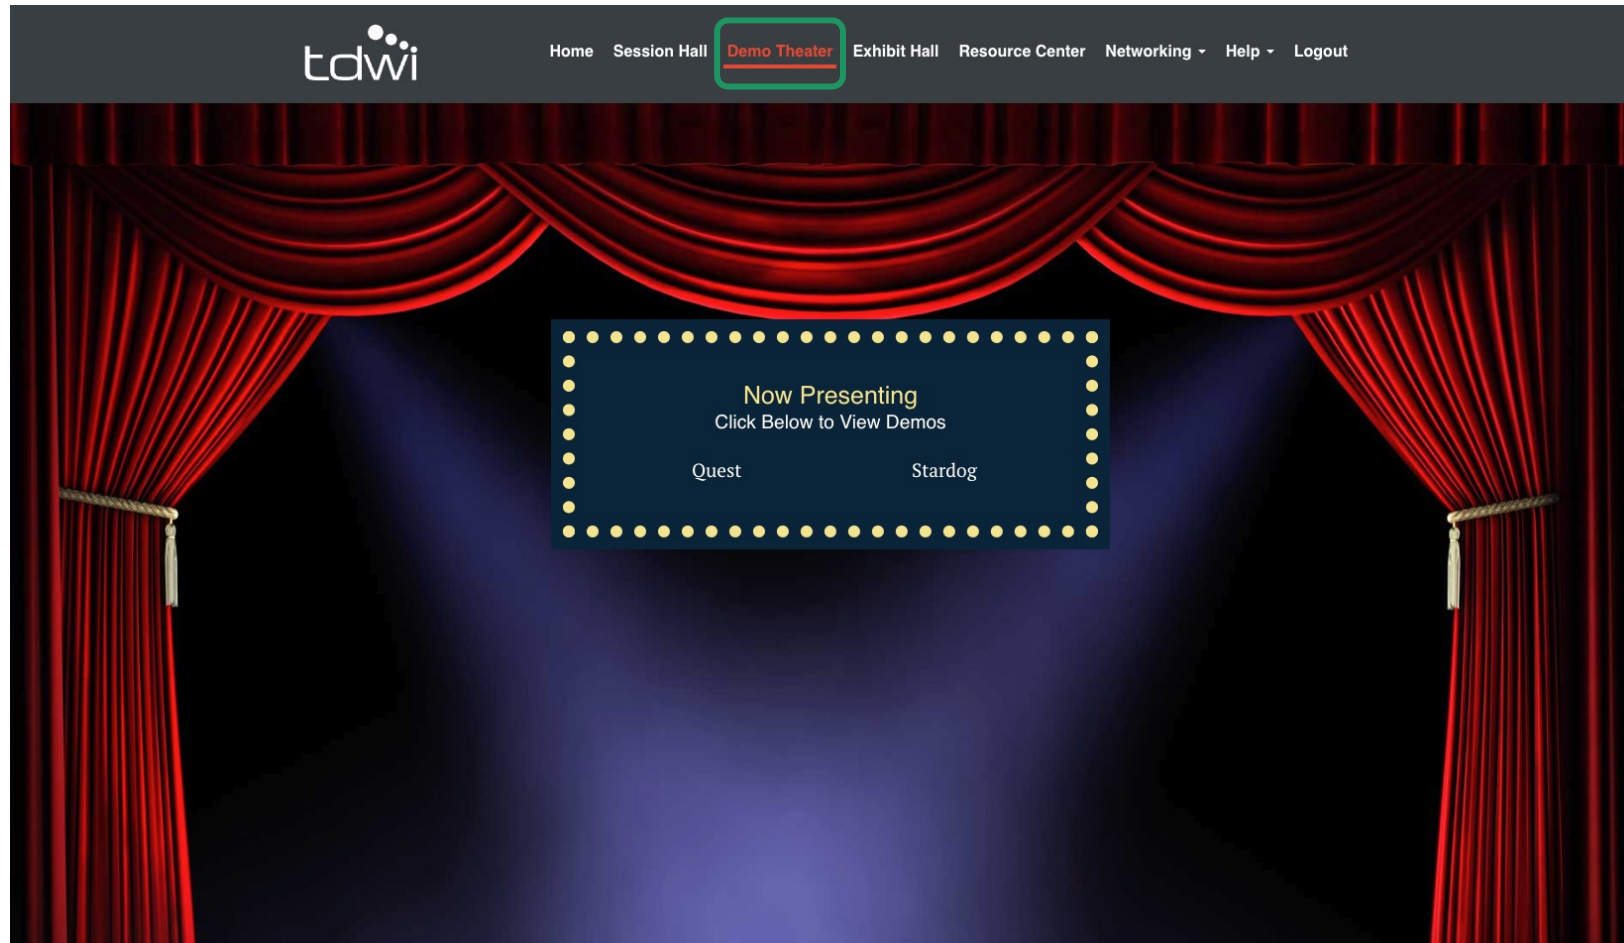 tdwi
Home Session Hall Demo Theater Exhibit Hall Resource Center Networking Help Logout
Now Presenting
Click Below to View Demos
Quest Stardog